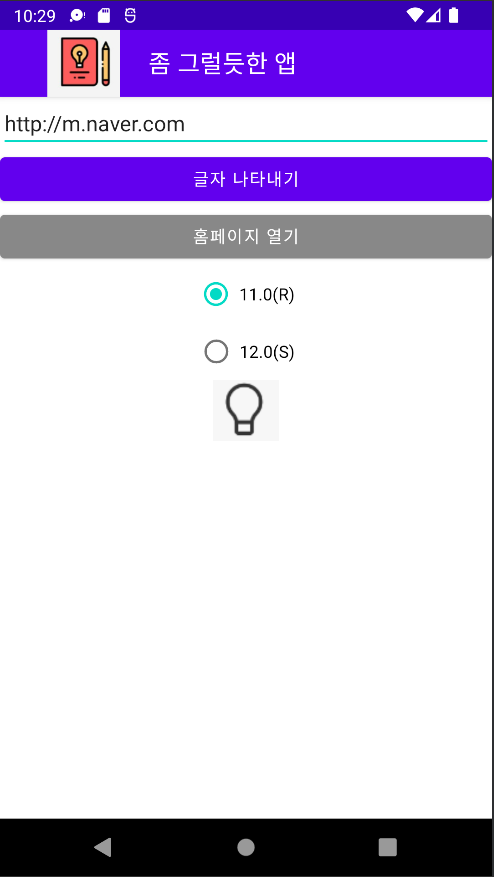 10:29
좀 그럴듯한 앱
http://m.naver.com
글자 나타내기
홈페이지 열기
11.0(R)
12.0(S)